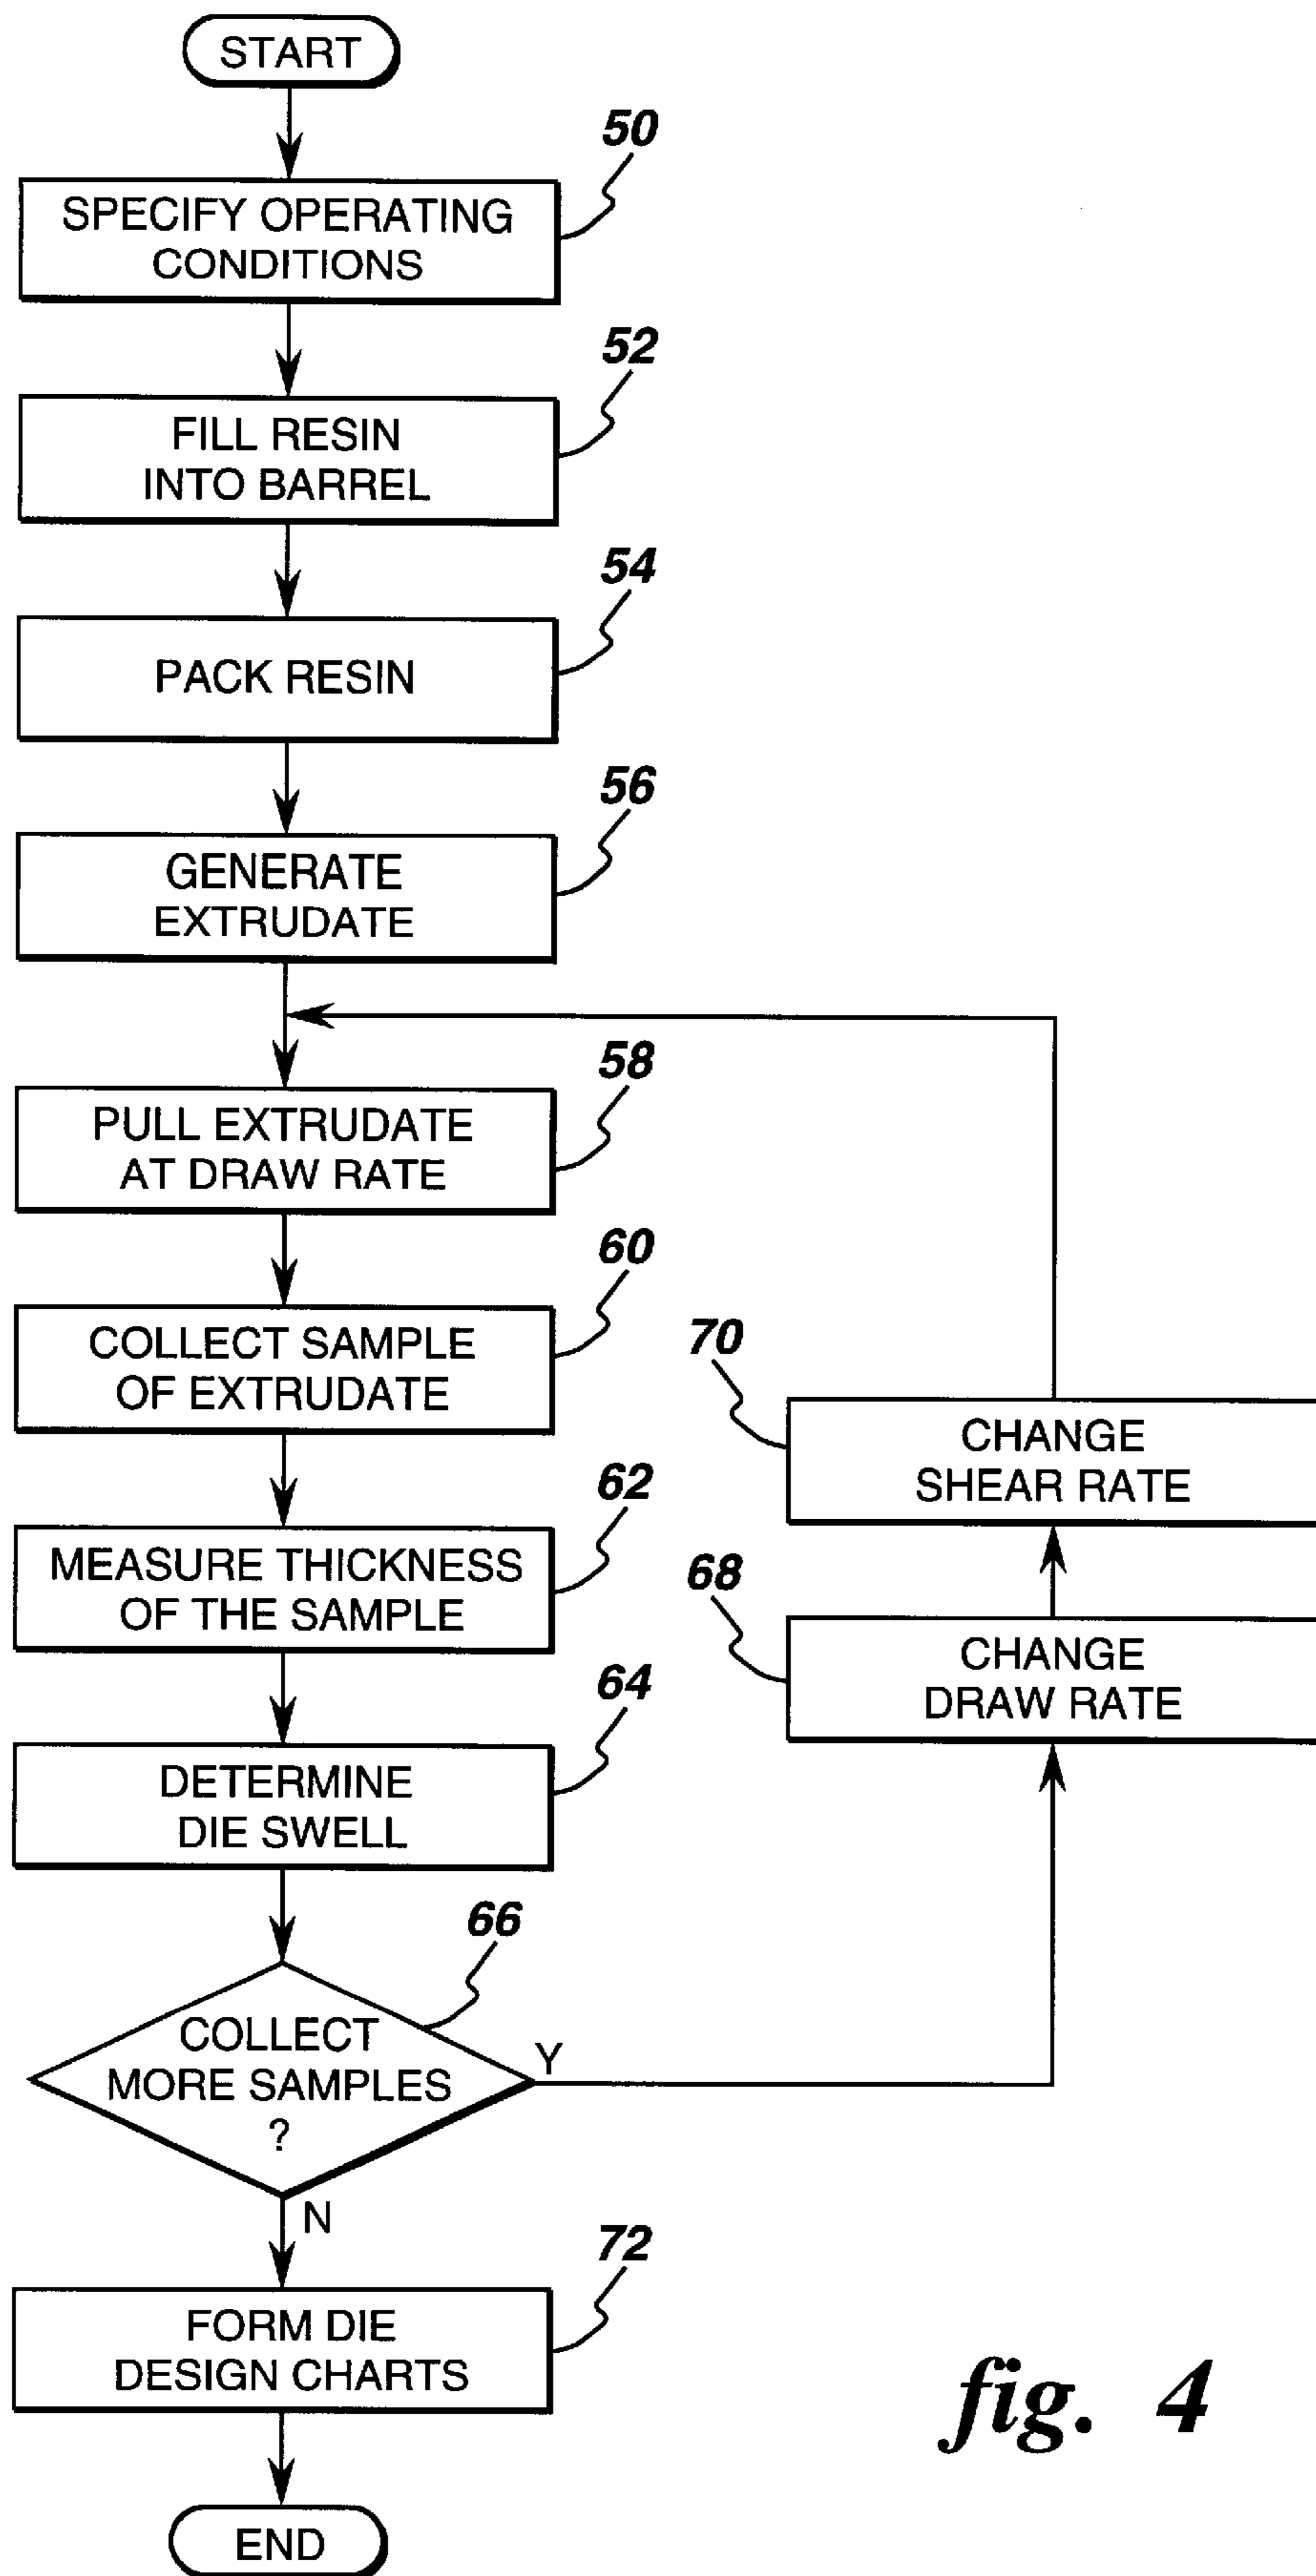 START
50
SPECIFY OPERATING
CONDITIONS
52
FILL RESIN
INTO BARREL
54
PACK RESIN
56
GENERATE
EXTRUDATE
58
PULL EXTRUDATE
AT DRAW RATE
60
COLLECT SAMPLE
OF EXTRUDATE
62
MEASURE THICKNESS
OF THE SAMPLE
64
DETERMINE
DIE SWELL
66
COLLECT
MORE SAMPLES
?
Y
68
CHANGE
DRAW RATE
70
CHANGE
SHEAR RATE
N
72
FORM DIE
DESIGN CHARTS
END
fig. 4